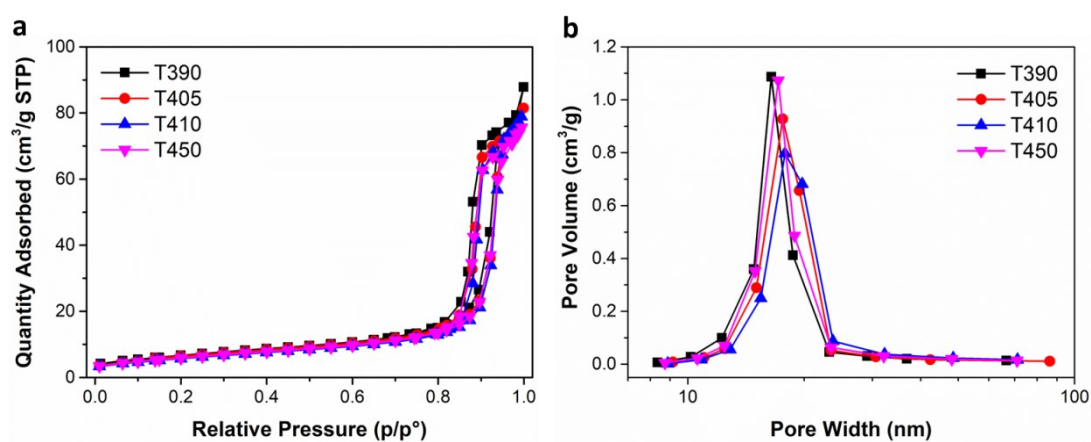 a
100
80
60
40
20
0
0.0 0.2 0.4 0.6 0.8 1.0
Quantity Adsorbed (cm³/g STP)
Relative Pressure (p/p°)
T390
T405
T410
T450
b
1.2
1.0
0.8
0.6
0.4
0.2
0.0
10 100
Pore Volume (cm³/g)
Pore Width (nm)
T390
T405
T410
T450